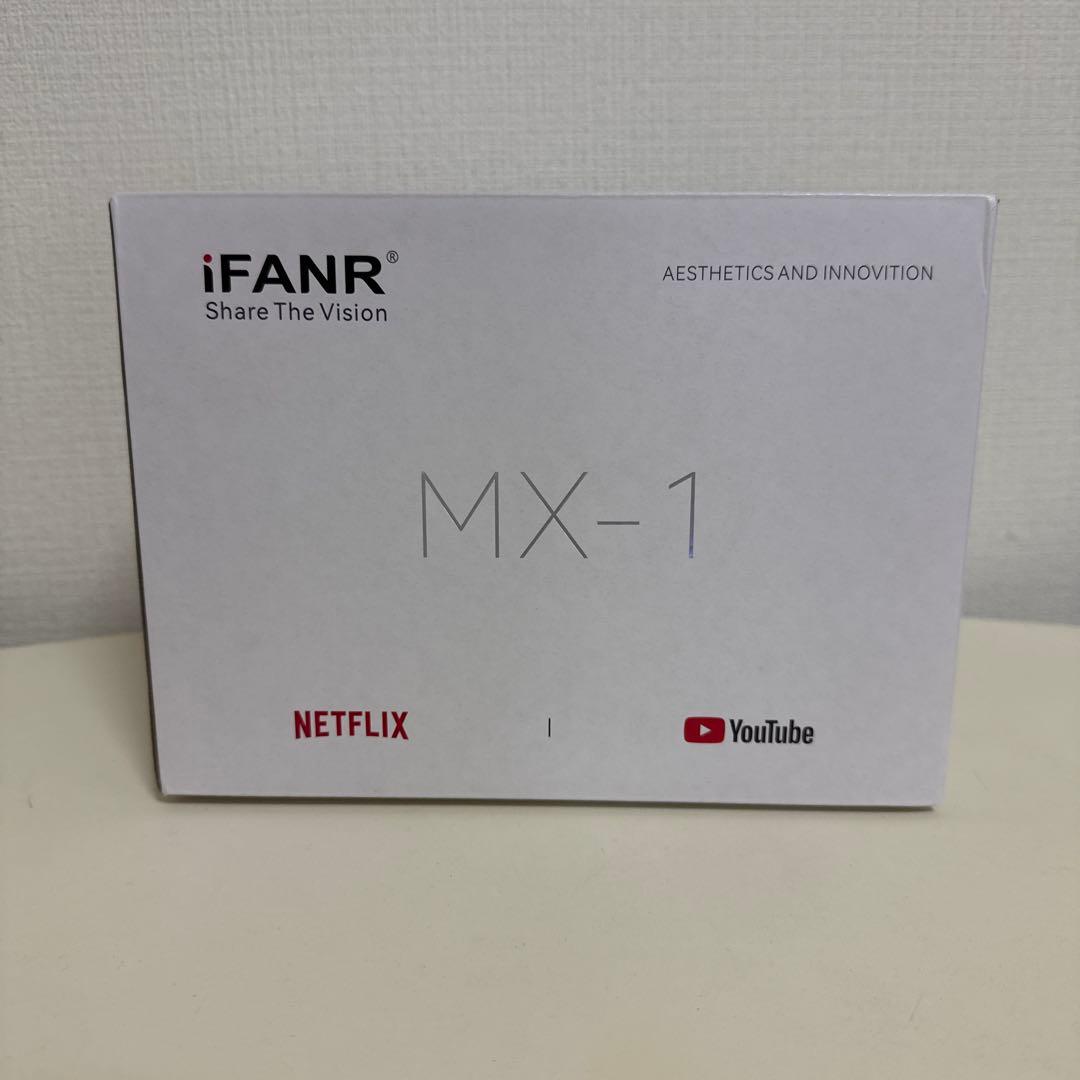 iFANR®
Share The Vision
AESTHETICS AND INNOVITION
MX-1
NETFLIX | YouTube